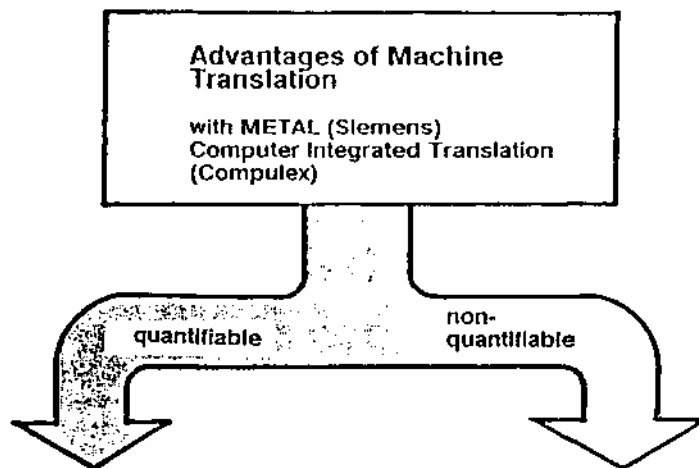 Advantages of Machine
Translation
with METAL (Siemens)
Computer Integrated Translation
(Compulex)
quantifiable
non-
quantifiable